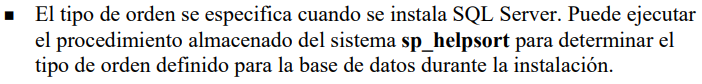 ▪ El tipo de orden se especifica cuando se instala SQL Server. Puede ejecutar
el procedimiento almacenado del sistema sp_helpsort para determinar el
tipo de orden definido para la base de datos durante la instalación.